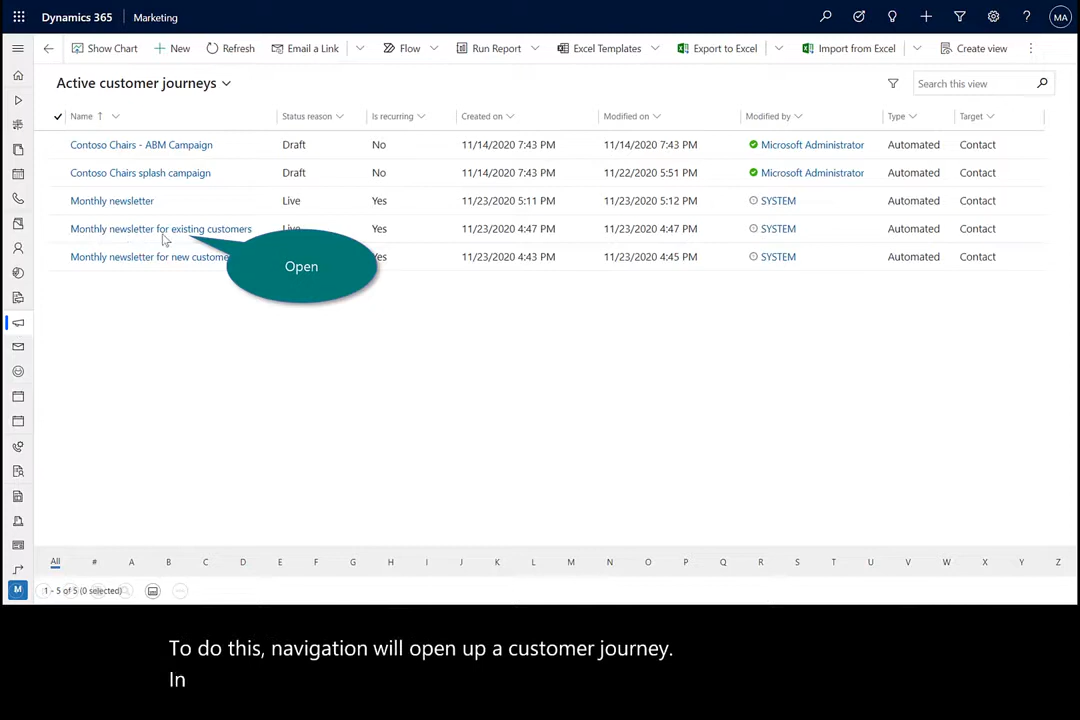 Dynamics 365 Marketing MA
Show Chart New Refresh Email a Link Flow Run Report Excel Templates Export to Excel Import from Excel Create view
Active customer journeys Search this view
Name Status reason Is recurring Created on Modified on Modified by Type Target
Contoso Chairs - ABM Campaign Draft No 11/14/2020 7:43 PM 11/14/2020 7:43 PM Microsoft Administrator Automated Contact
Contoso Chairs splash campaign Draft No 11/14/2020 7:43 PM 11/22/2020 5:51 PM Microsoft Administrator Automated Contact
Monthly newsletter Live Yes 11/23/2020 5:11 PM 11/23/2020 5:12 PM SYSTEM Automated Contact
Monthly newsletter for existing customers Live Yes 11/23/2020 4:47 PM 11/23/2020 4:47 PM SYSTEM Automated Contact
Monthly newsletter for new custome Yes 11/23/2020 4:43 PM 11/23/2020 4:45 PM SYSTEM Automated Contact
Open
All # A B C D E F G H I J K L M N O P Q R S T U V W X Y Z
M 1 - 5 of 5 (0 selected)
To do this, navigation will open up a customer journey.
In